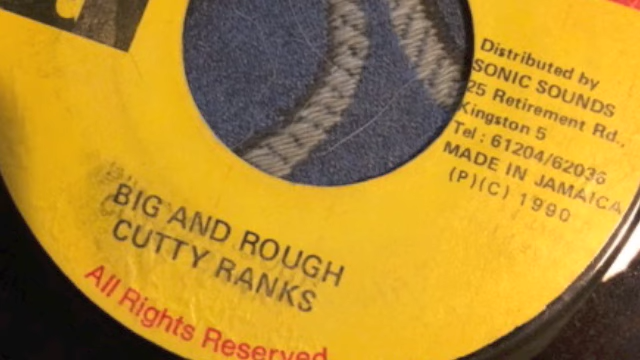 Distributed by
SONIC SOUNDS
25 Retirement Rd.,
Kingston 5
Tel : 61204/62036
MADE IN JAMAICA
(P)(C) 1990
BIG AND ROUGH
CUTTY RANKS
All Rights Reserved